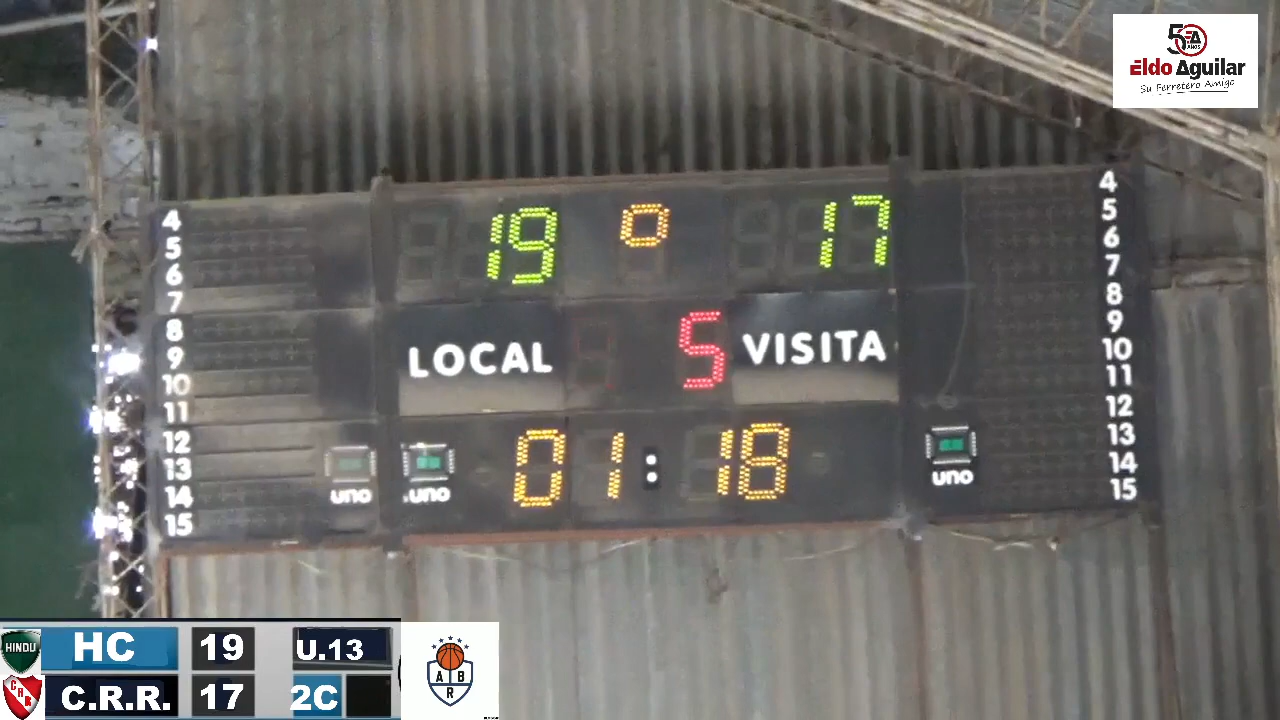 50 AÑOS
Eldo Aguilar
Su Ferretero Amigo
4
5
6
7
8
9
10
11
12
13
14
15
19
17
LOCAL
5
VISITA
01:18
uno
uno
uno
4
5
6
7
8
9
10
11
12
13
14
15
HINDU
HC
19
U.13
CRR
C.R.R.
17
2C
A B
R